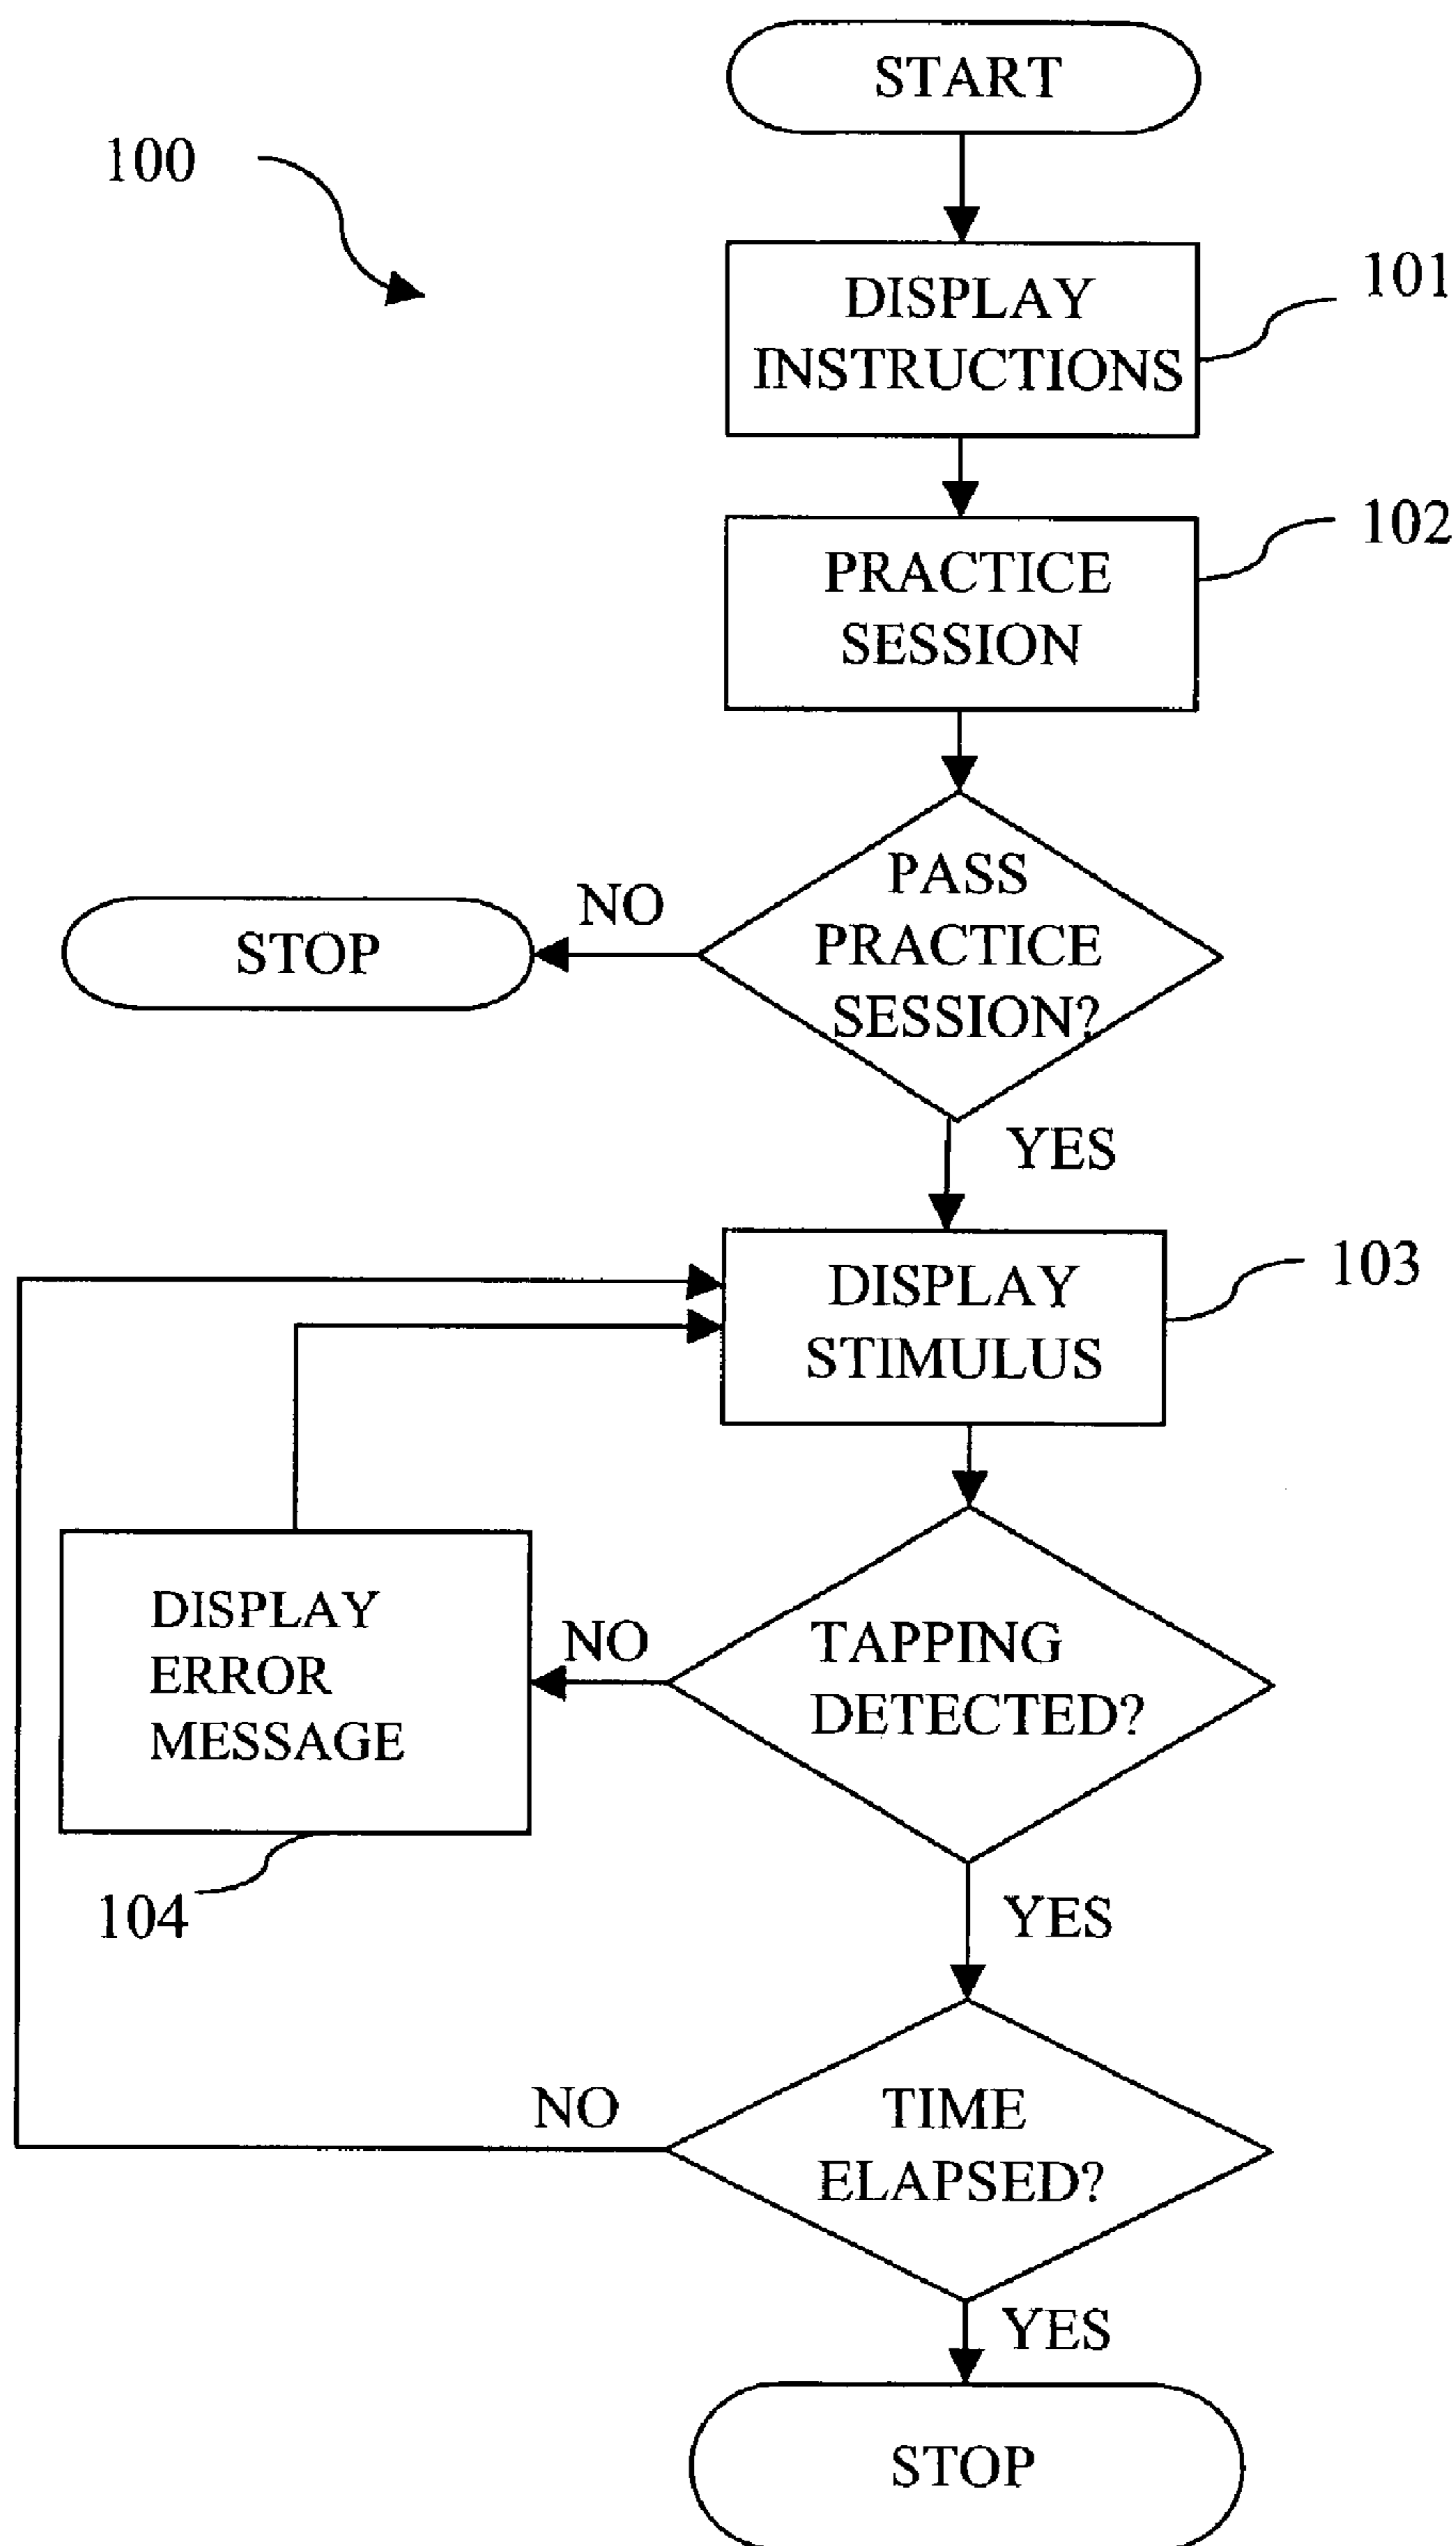 START
100
DISPLAY
INSTRUCTIONS
101
PRACTICE
SESSION
102
PASS
PRACTICE
SESSION?
NO
STOP
YES
DISPLAY
STIMULUS
103
TAPPING
DETECTED?
NO
DISPLAY
ERROR
MESSAGE
104
YES
TIME
ELAPSED?
NO
YES
STOP